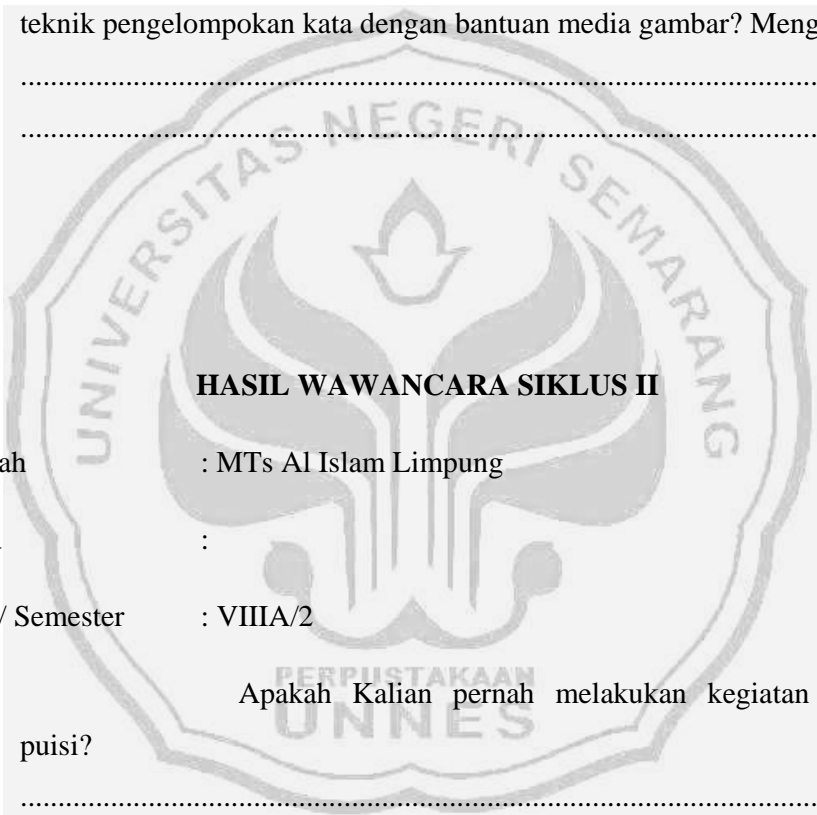 teknik pengelompokan kata dengan bantuan media gambar? Meng
..........................................................................................................
..........................................................................................................
UNIVERSITAS NEGERI SEMARANG
HASIL WAWANCARA SIKLUS II
ah : MTs Al Islam Limpung
:
/ Semester : VIIIA/2
PERPUSTAKAAN
UNNES
Apakah Kalian pernah melakukan kegiatan
puisi?
..........................................................................................................